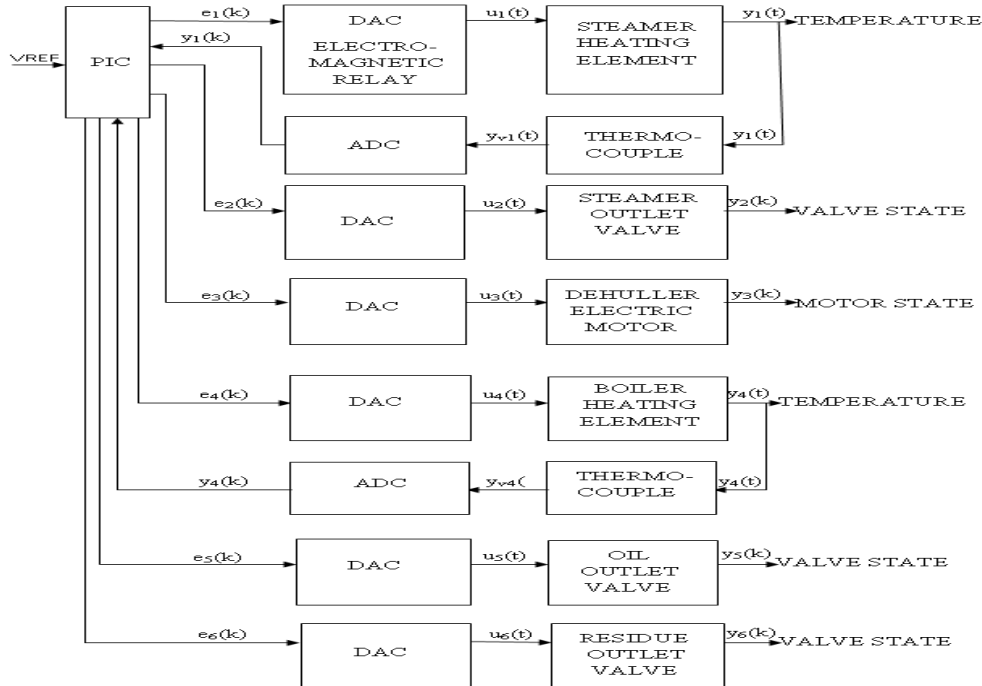 e1(k)
DAC
ELECTRO-
MAGNETIC
RELAY
u1(t)
STEAMER
HEATING
ELEMENT
y1(t)
TEMPERATURE
y1(k)
VREF
PIC
ADC
yv1(t)
THERMO-
COUPLE
y1(t)
e2(k)
DAC
u2(t)
STEAMER
OUTLET
VALVE
y2(k)
VALVE STATE
e3(k)
DAC
u3(t)
DEHULLER
ELECTRIC
MOTOR
y3(k)
MOTOR STATE
e4(k)
DAC
u4(t)
BOILER
HEATING
ELEMENT
y4(t)
TEMPERATURE
y4(k)
ADC
yv4(
THERMO-
COUPLE
y4(t)
e5(k)
DAC
u5(t)
OIL
OUTLET
VALVE
y5(k)
VALVE STATE
e6(k)
DAC
u6(t)
RESIDUE
OUTLET
VALVE
y6(k)
VALVE STATE